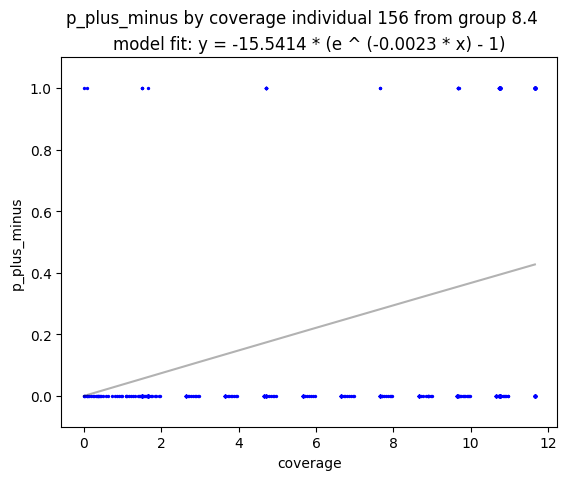 p_plus_minus by coverage individual 156 from group 8.4
model fit: y = -15.5414 * (e ^ (-0.0023 * x) - 1)
p_plus_minus
1.0
0.8
0.6
0.4
0.2
0.0
0 2 4 6 8 10 12
coverage